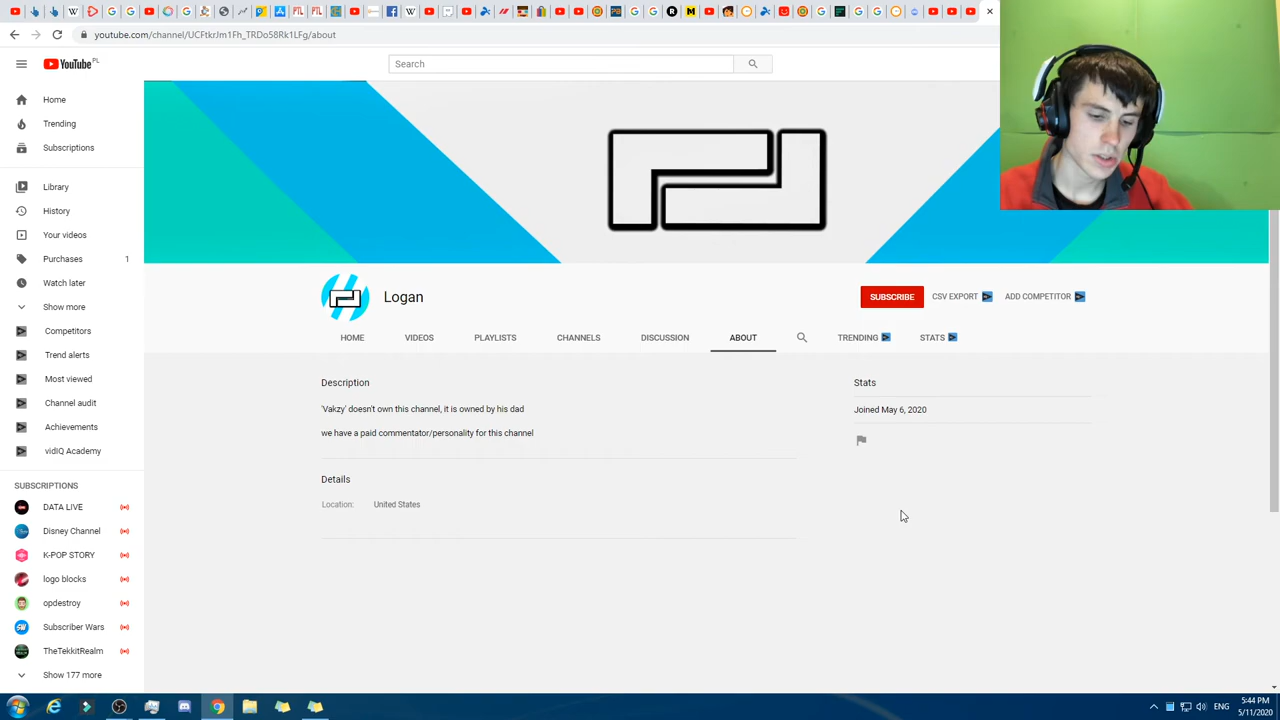 youtube.com/channel/UCFtkrJm1Fh_TRDo58Rk1LFg/about
YouTube PL
Search
Home
Trending
Subscriptions
Library
History
Your videos
Purchases 1
Watch later
Show more
Competitors
Trend alerts
Most viewed
Channel audit
Achievements
vidIQ Academy
SUBSCRIPTIONS
DATA LIVE
Disney Channel
K-POP STORY
logo blocks
opdestroy
Subscriber Wars
TheTekkitRealm
Show 177 more
Logan
SUBSCRIBE CSV EXPORT ADD COMPETITOR
HOME VIDEOS PLAYLISTS CHANNELS DISCUSSION ABOUT TRENDING STATS
Description
'Vakzy' doesn't own this channel, it is owned by his dad
we have a paid commentator/personality for this channel
Details
Location: United States
Stats
Joined May 6, 2020
ENG
5:44 PM
5/11/2020